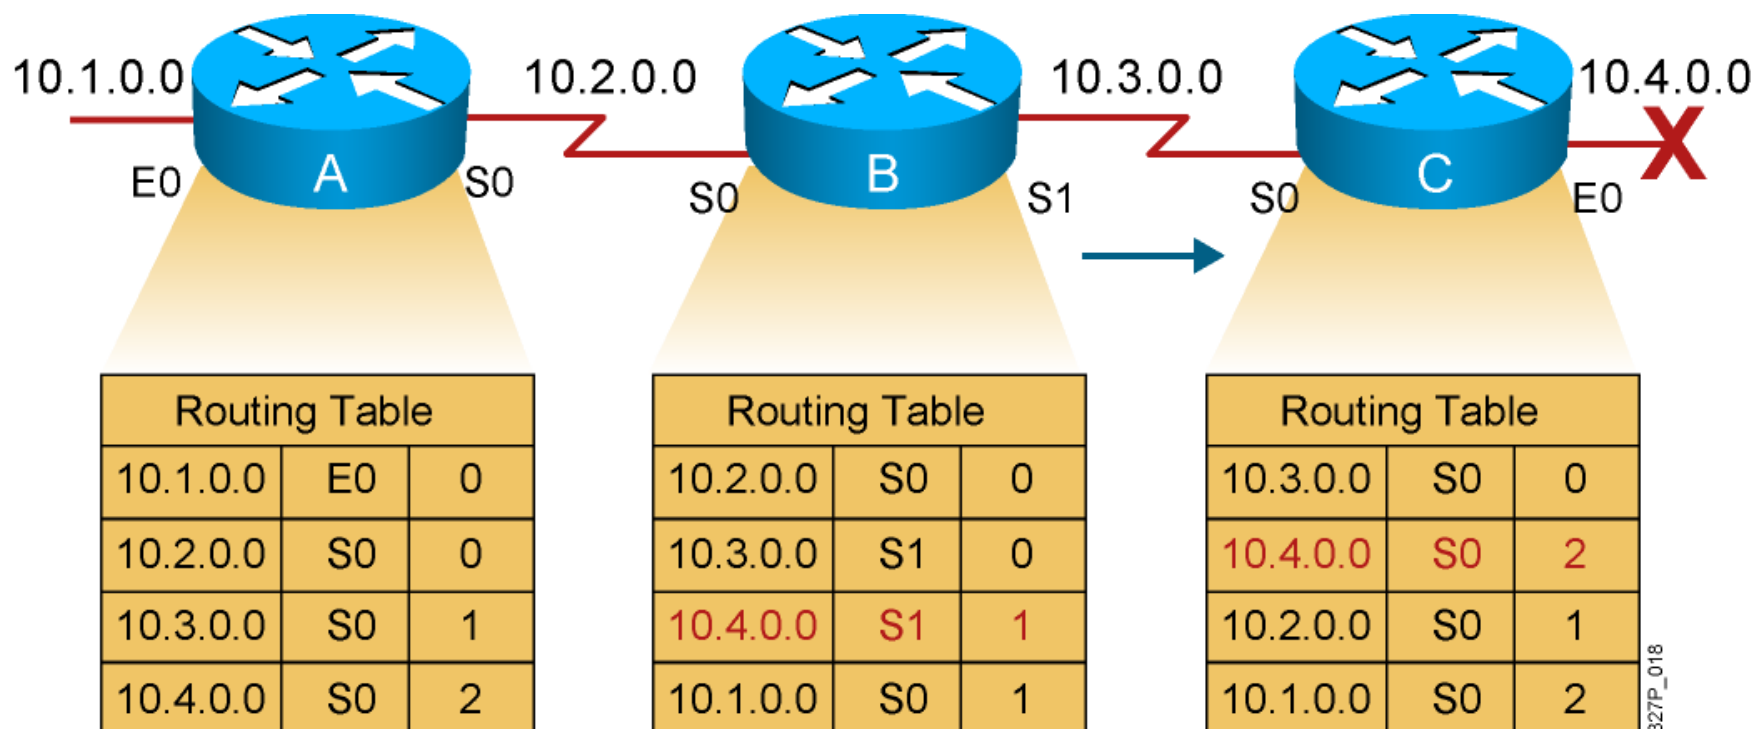 10.1.0.0 10.2.0.0 10.3.0.0 10.4.0.0
X
A B C
E0 S0 S0 S1 S0 E0
Routing Table
10.1.0.0 E0 0
10.2.0.0 S0 0
10.3.0.0 S0 1
10.4.0.0 S0 2
Routing Table
10.2.0.0 S0 0
10.3.0.0 S1 0
10.4.0.0 S1 1
10.1.0.0 S0 1
Routing Table
10.3.0.0 S0 0
10.4.0.0 S0 2
10.2.0.0 S0 1
10.1.0.0 S0 2
327P_018